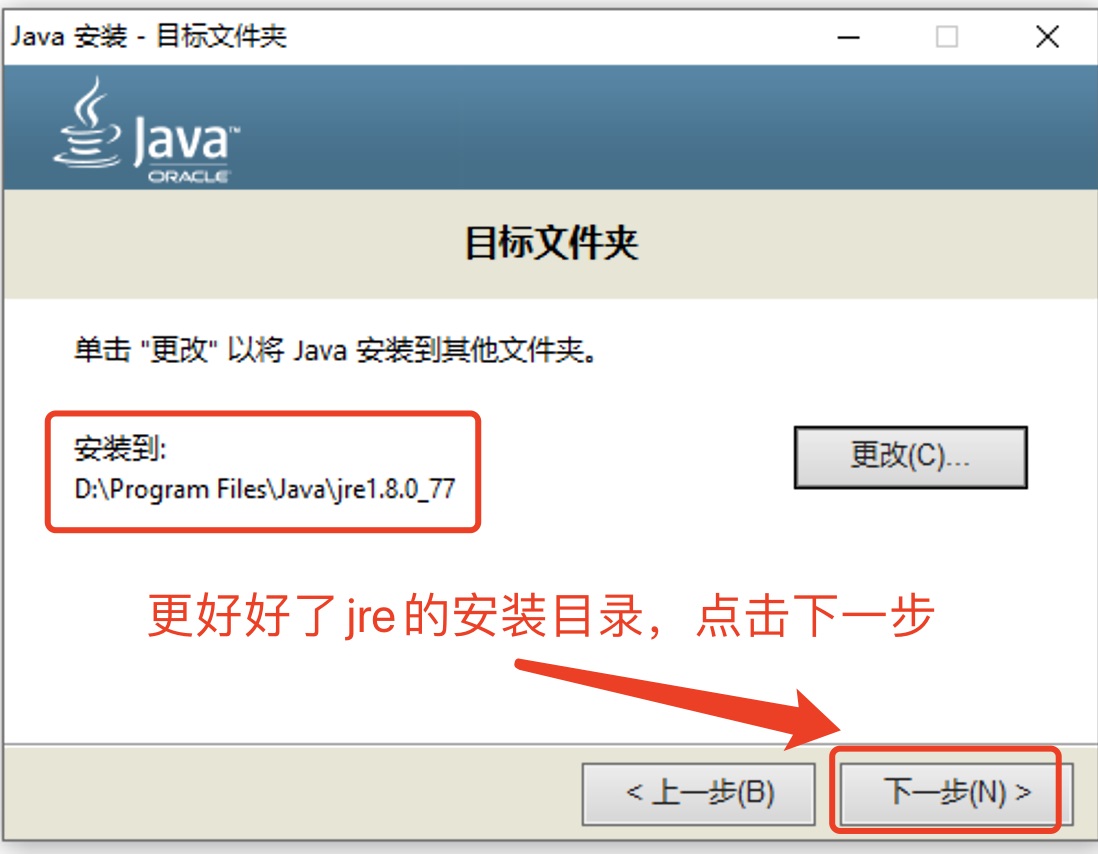 Java 安装 - 目标文件夹
Java™
ORACLE
目标文件夹
单击 "更改" 以将 Java 安装到其他文件夹。
安装到:
更改(C)...
D:\Program Files\Java\jre1.8.0_77
更好好了jre的安装目录，点击下一步
< 上一步(B)
下一步(N) >